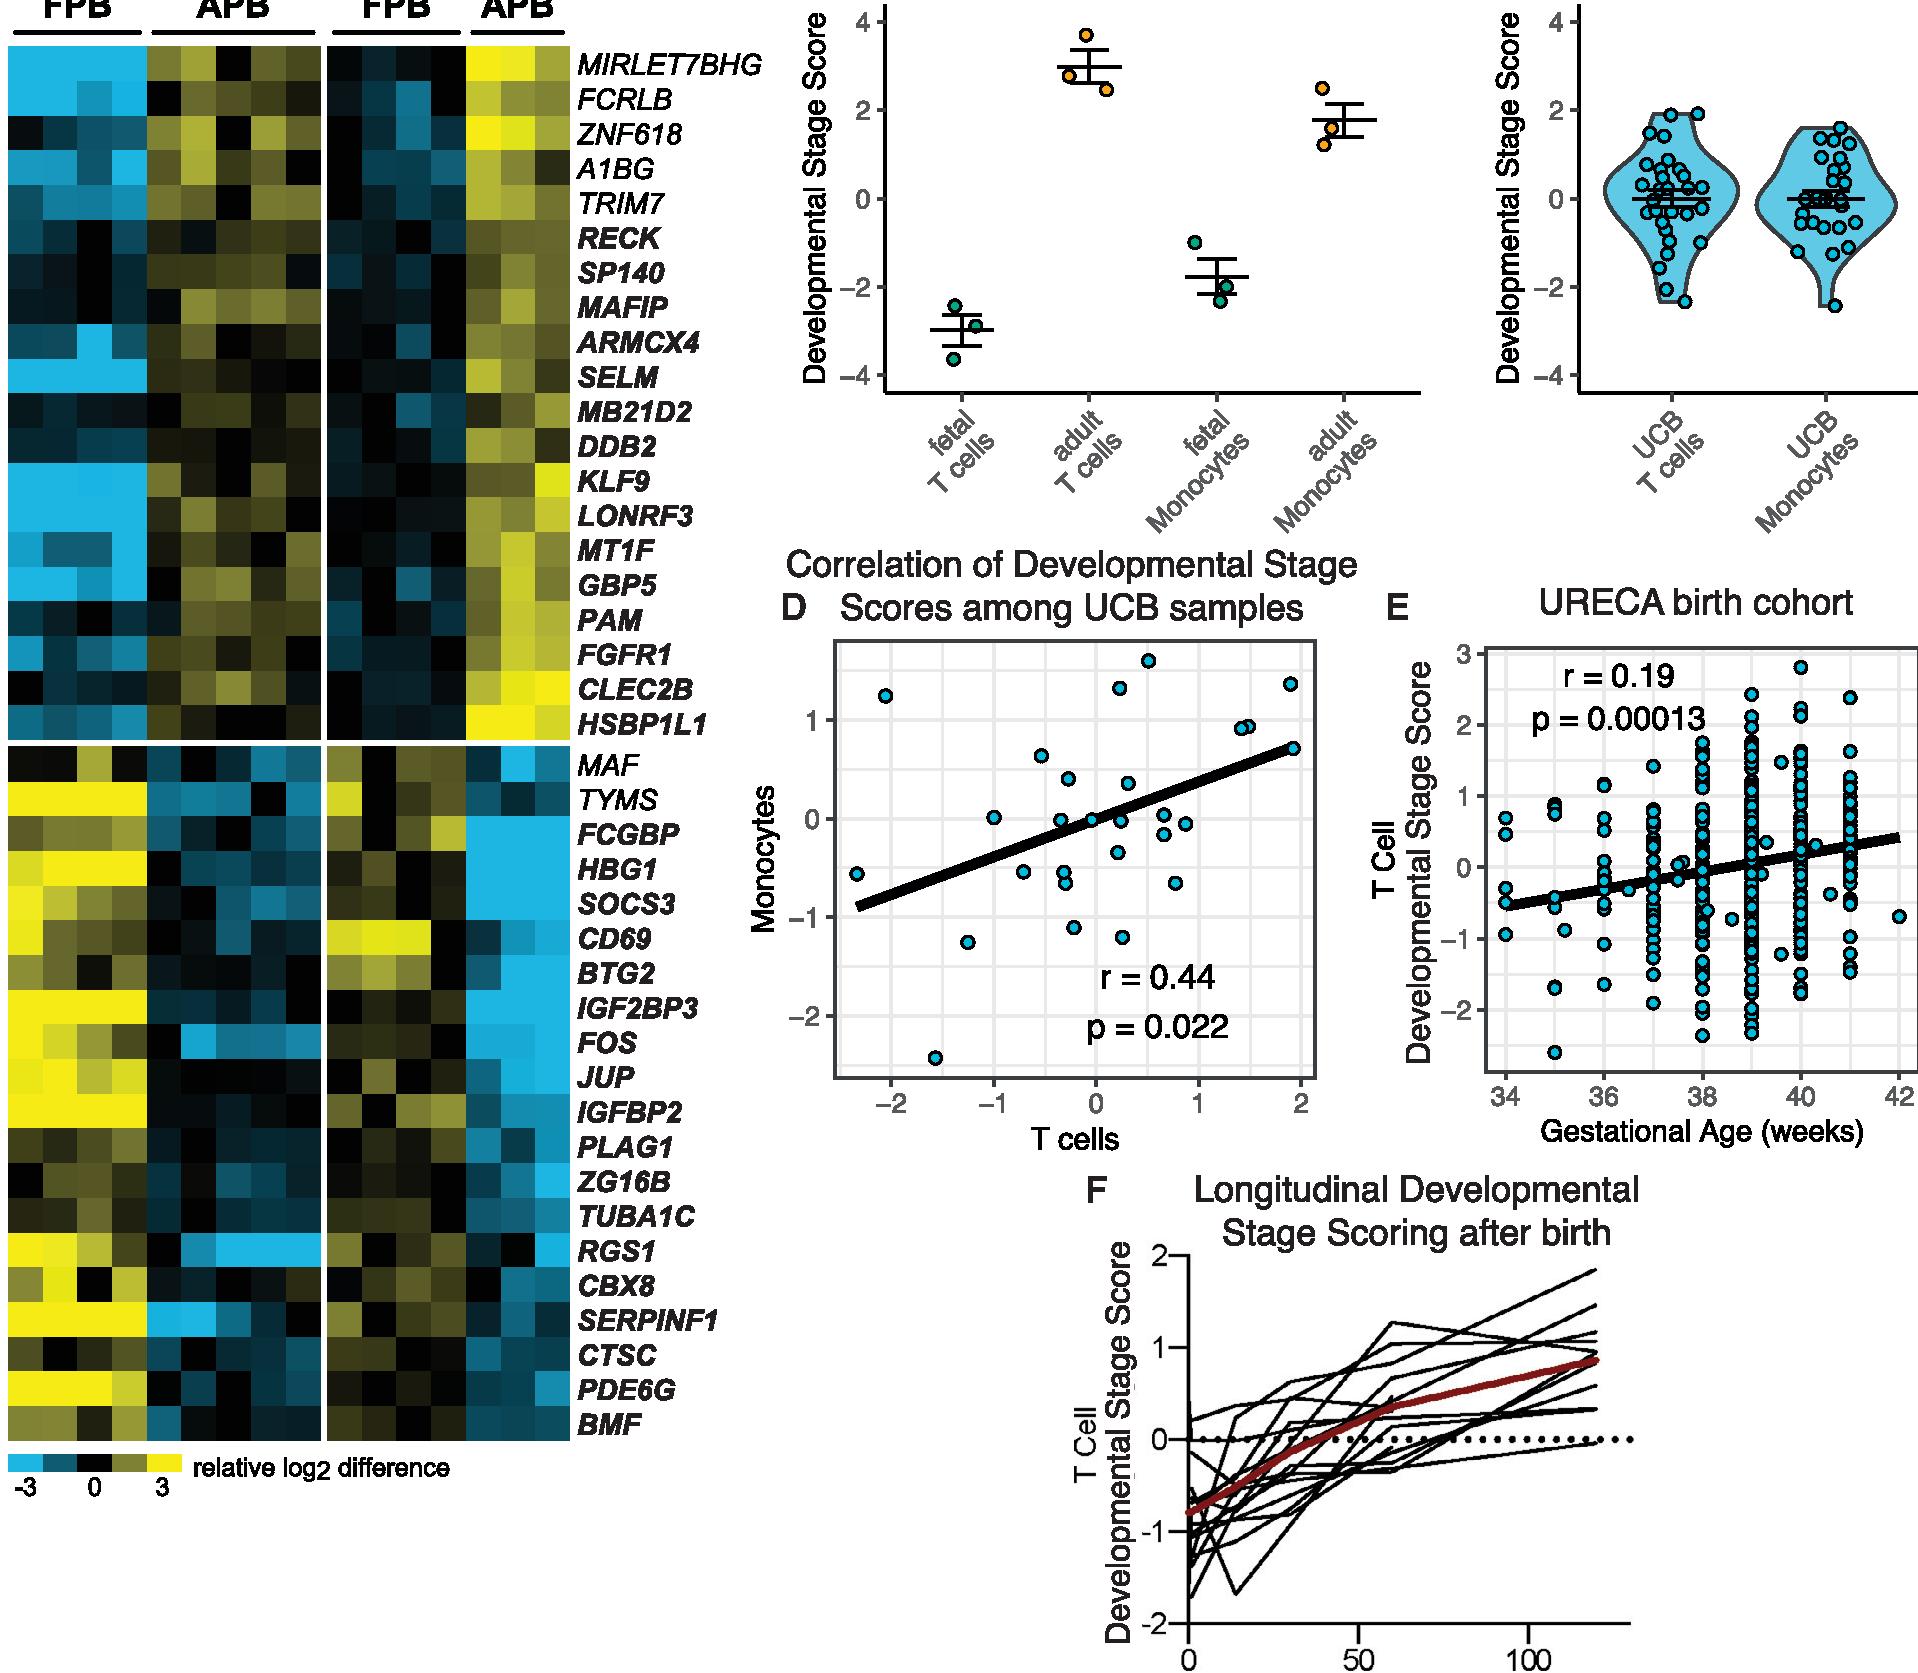 FPB APB FPB APB
MIRLET7BHG
FCRLB
ZNF618
A1BG
TRIM7
RECK
SP140
MAFIP
ARMCX4
SELM
MB21D2
DDB2
KLF9
LONRF3
MT1F
GBP5
PAM
FGFR1
CLEC2B
HSBP1L1
MAF
TYMS
FCGBP
HBG1
SOCS3
CD69
BTG2
IGF2BP3
FOS
JUP
IGFBP2
PLAG1
ZG16B
TUBA1C
RGS1
CBX8
SERPINF1
CTSC
PDE6G
BMF
relative log2 difference
-3 0 3
Developmental Stage Score
4
2
0
−2
−4
fetal
T cells
adult
T cells
fetal
Monocytes
adult
Monocytes
Developmental Stage Score
4
2
0
−2
−4
UCB
T cells
UCB
Monocytes
Correlation of Developmental Stage
D Scores among UCB samples
Monocytes
1
0
−1
−2
r = 0.44
p = 0.022
−2 −1 0 1 2
T cells
E URECA birth cohort
T Cell
Developmental Stage Score
3
2
1
0
−1
−2
r = 0.19
p = 0.00013
34 36 38 40 42
Gestational Age (weeks)
F Longitudinal Developmental
Stage Scoring after birth
T Cell
Developmental Stage Score
2
1
0
-1
-2
0 50 100